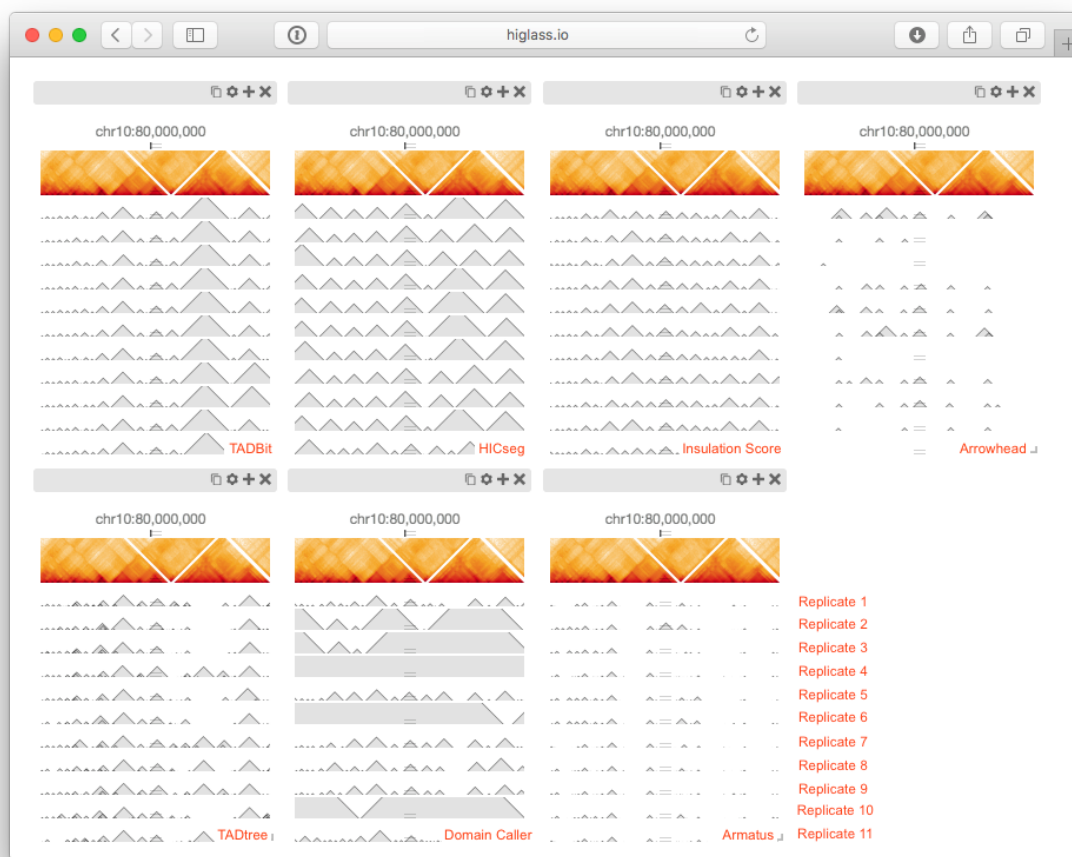 higlass.io
chr10:80,000,000
chr10:80,000,000
chr10:80,000,000
chr10:80,000,000
TADBit
HICseg
Insulation Score
Arrowhead
chr10:80,000,000
chr10:80,000,000
chr10:80,000,000
Replicate 1
Replicate 2
Replicate 3
Replicate 4
Replicate 5
Replicate 6
Replicate 7
Replicate 8
Replicate 9
Replicate 10
TADtree
Domain Caller
Armatus
Replicate 11